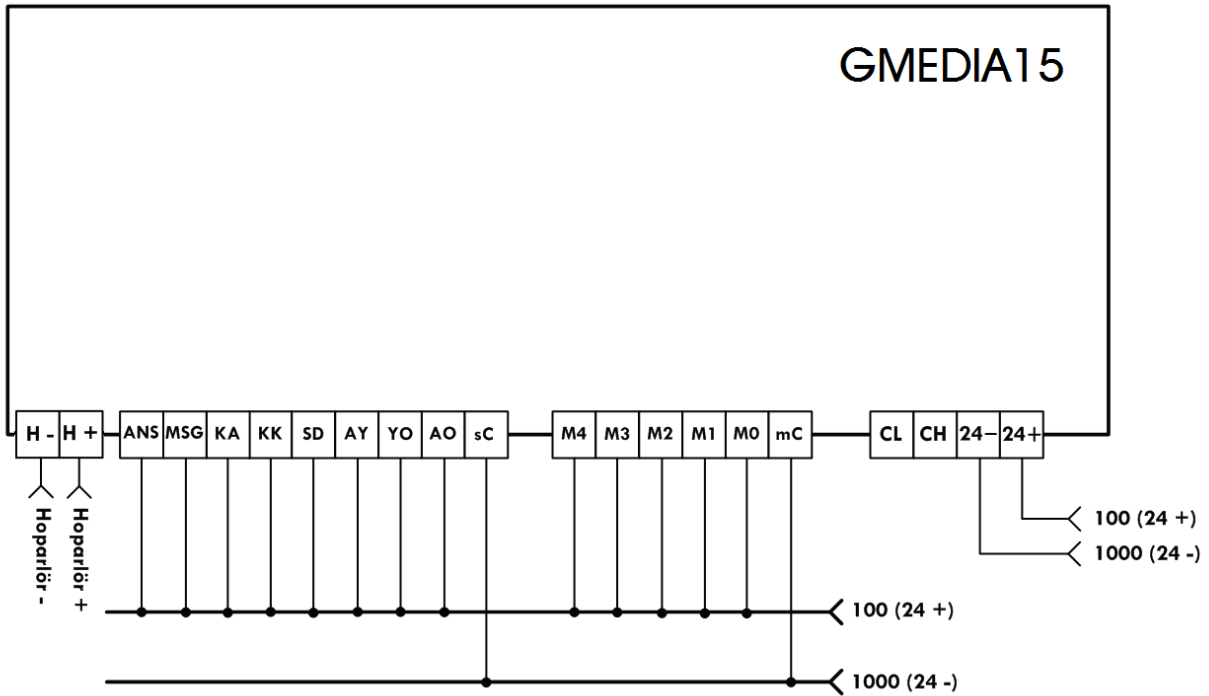 GMEDIA15
H - H + ANS MSG KA KK SD AY YO AO sC M4 M3 M2 M1 M0 mC CL CH 24− 24+
Hoparlör -
Hoparlör +
100 (24 +)
1000 (24 -)
100 (24 +)
1000 (24 -)